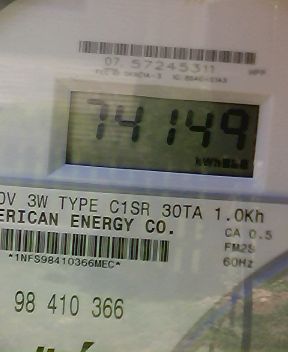 07 57245311
74149
kWh
0V 3W TYPE C1SR 30TA 1.0Kh
ERICAN ENERGY CO.
CA 0.5
FM2S
*1NFS98410366MEC*
60Hz
98 410 366